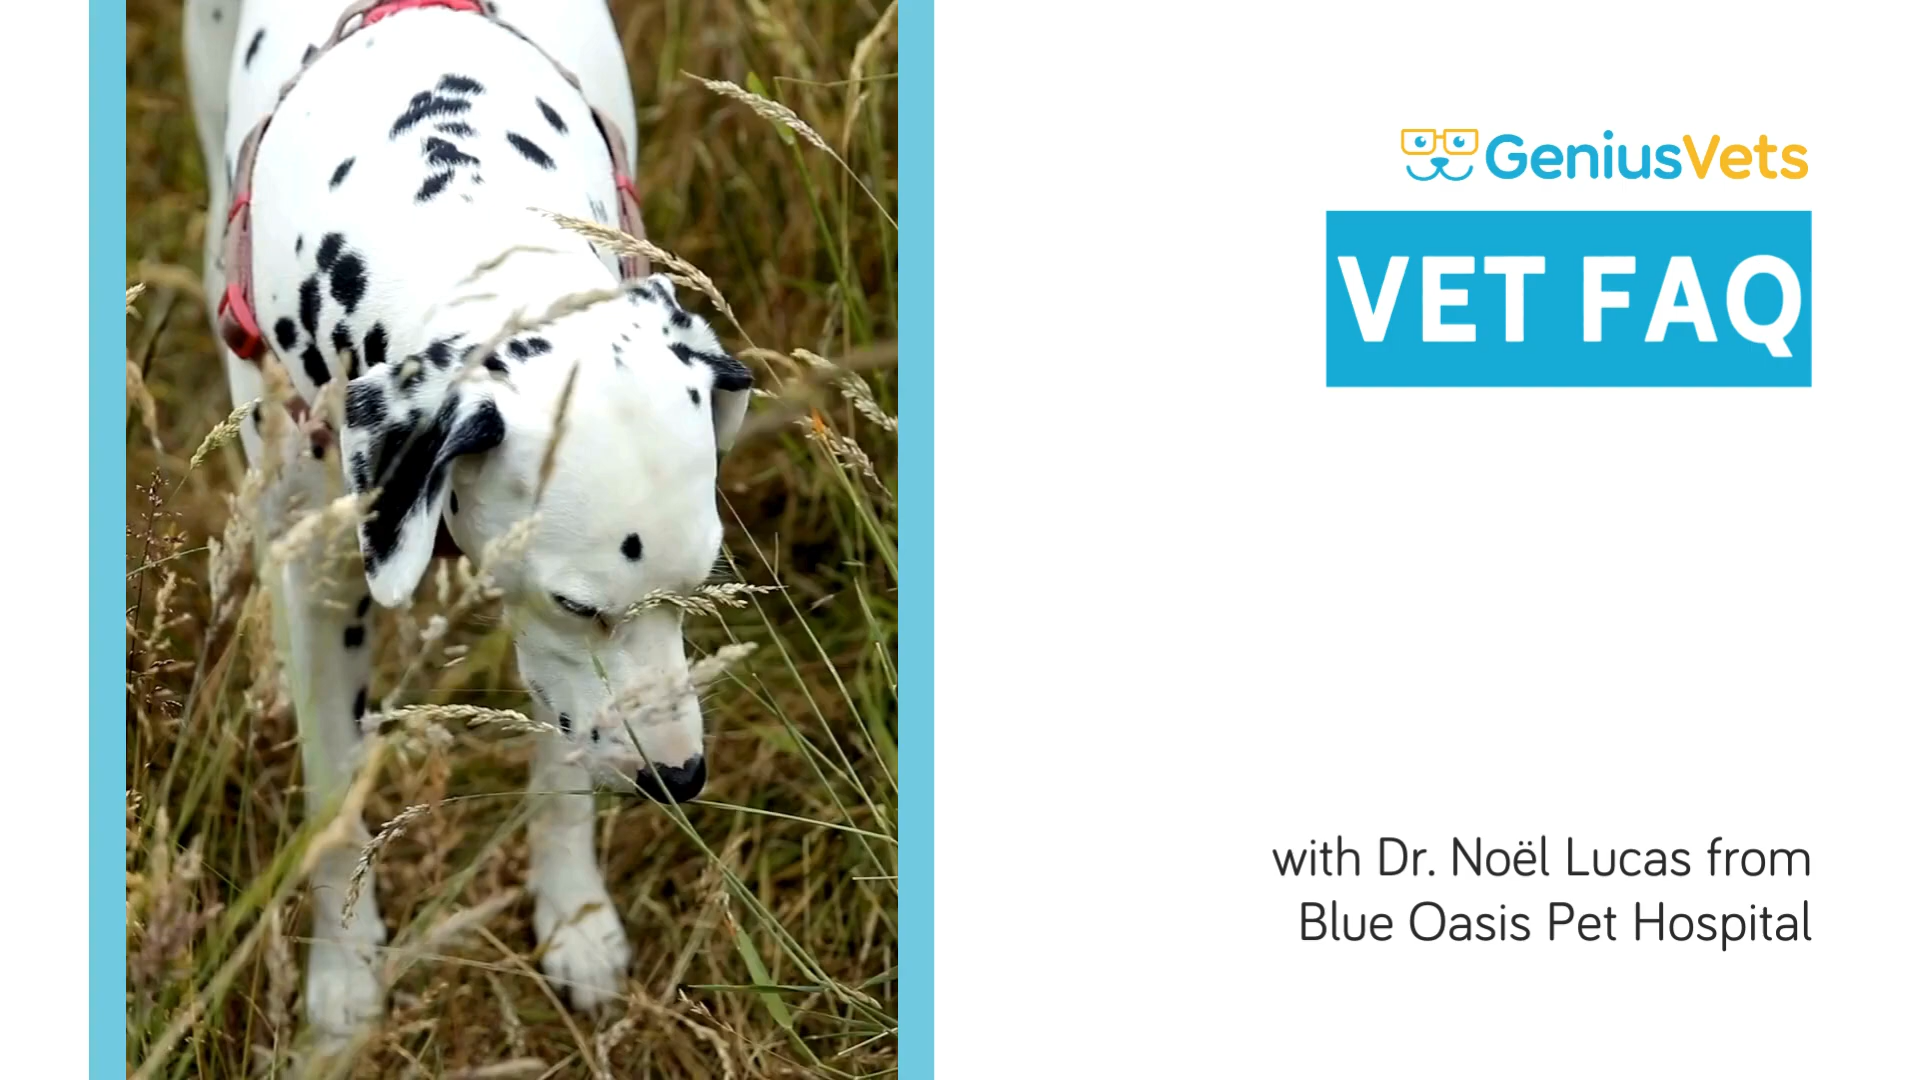 GeniusVets
VET FAQ
with Dr. Noël Lucas from
Blue Oasis Pet Hospital